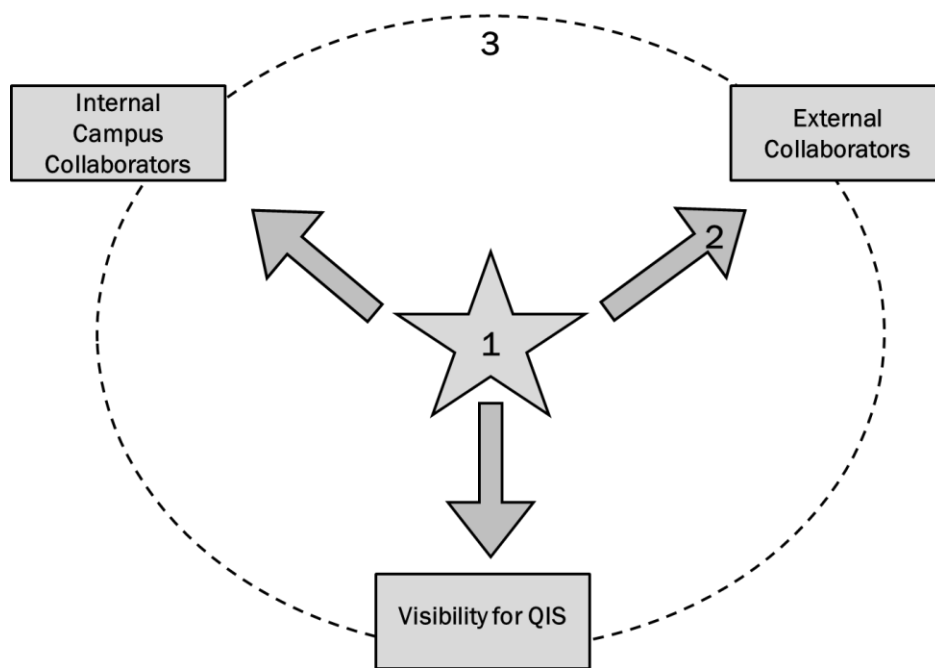 3
Internal
Campus
Collaborators
External
Collaborators
2
1
Visibility for QIS